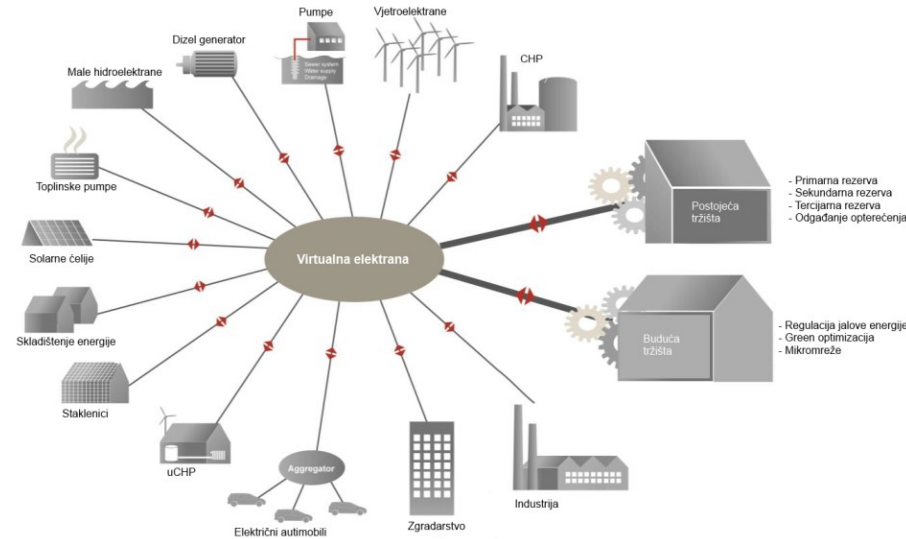 Pumpe
Vjetroelektrane
Dizel generator
CHP
Sewer system
Water supply
Drainage
Male hidroelektrane
Toplinske pumpe
Solarne ćelije
Skladištenje energije
Staklenici
uCHP
Aggregator
Električni autimobili
Zgradarstvo
Industrija
Virtualna elektrana
Postojeća
tržišta
- Primarna rezerva
- Sekundarna rezerva
- Tercijarna rezerva
- Odgađanje opterećenja
Buduća
tržišta
- Regulacija jalove energije
- Green optimizacija
- Mikromreže